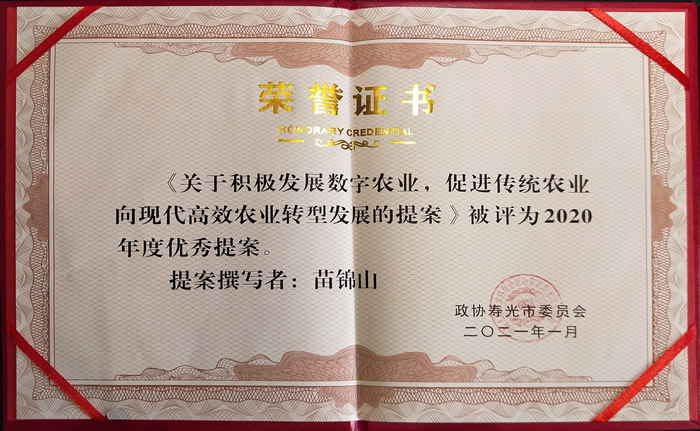 荣誉证书
HONORARY CREDENTIAL
《关于积极发展数字农业，促进传统农业
向现代高效农业转型发展的提案》被评为2020
年度优秀提案。
提案撰写者：苗锦山
政协寿光市委员会
二〇二一年一月